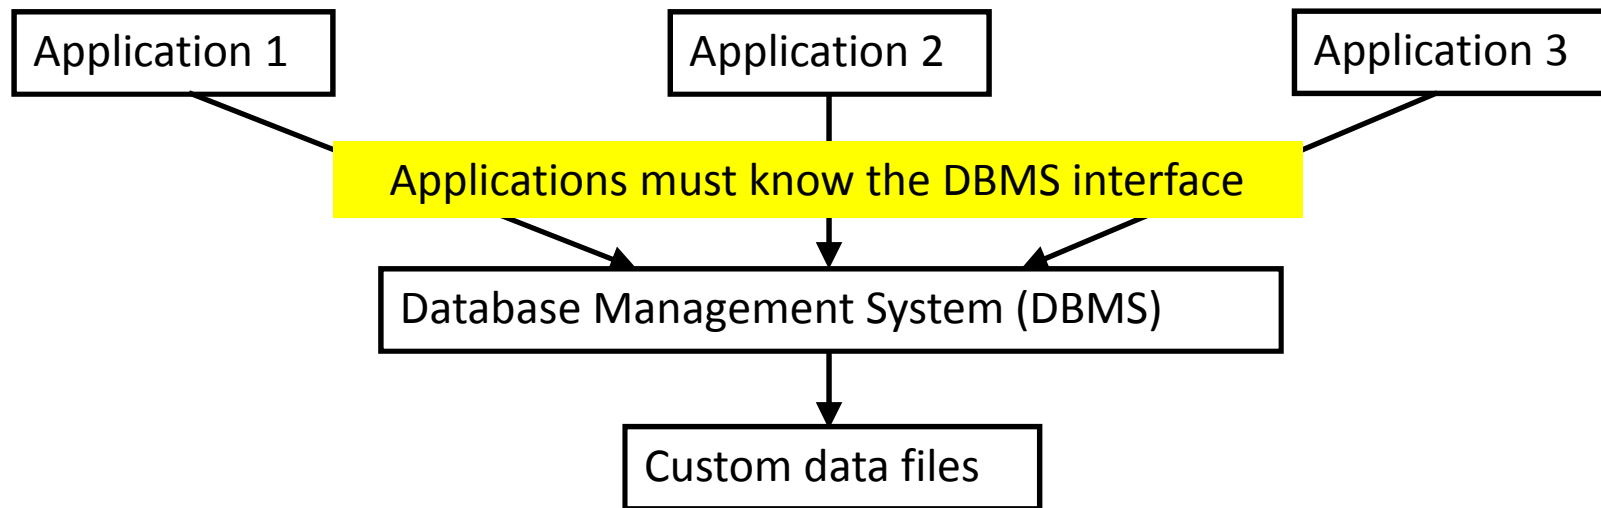 Application 1
Application 2
Application 3
Applications must know the DBMS interface
Database Management System (DBMS)
Custom data files